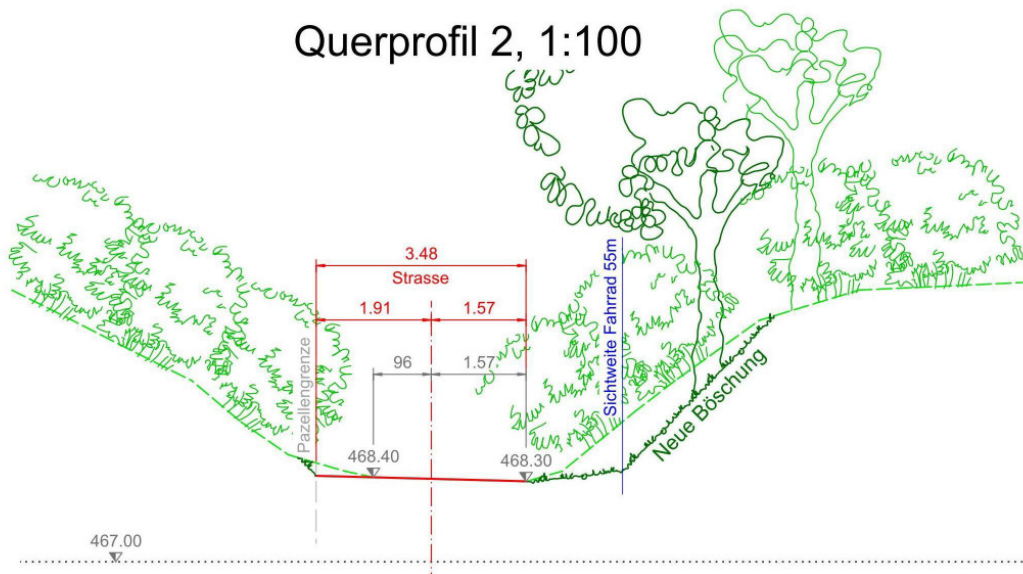 Querprofil 2, 1:100
3.48
Strasse
1.91
1.57
96
1.57
Pazellengrenze
Sichtweite Fahrrad 55m
Neue Böschung
468.40
468.30
467.00